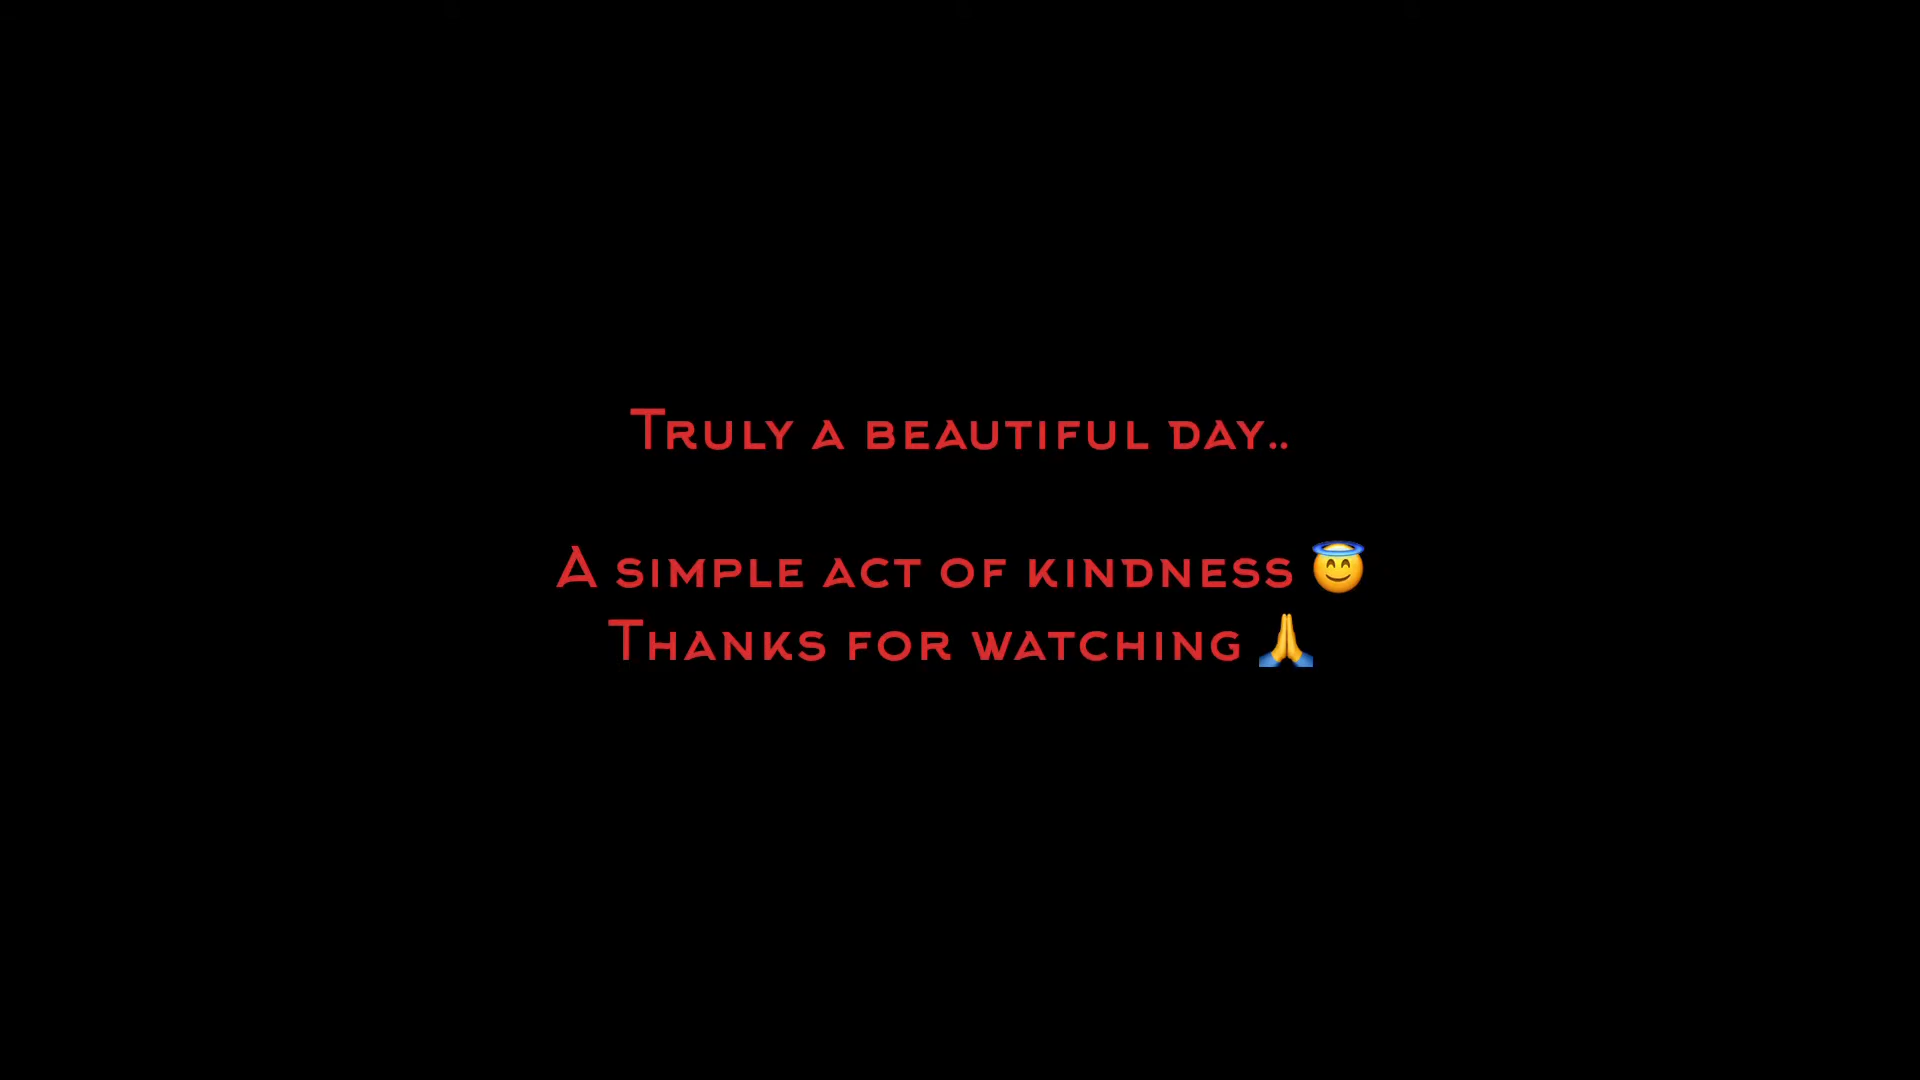 Truly a beautiful day..
A simple act of kindness 😇
Thanks for watching 🙏